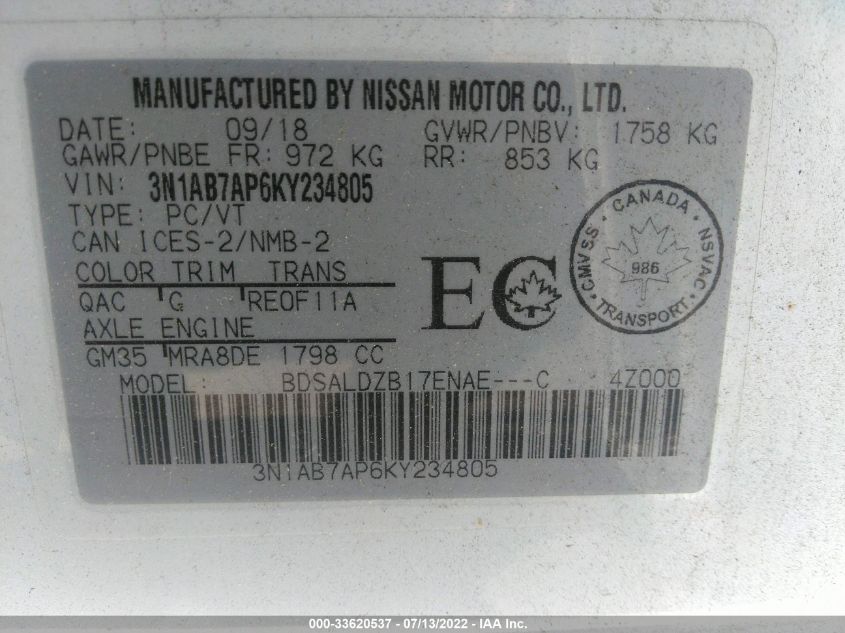 MANUFACTURED BY NISSAN MOTOR CO., LTD.
DATE: 09/18 GVWR/PNBV: 1758 KG
GAWR/PNBE FR: 972 KG RR: 853 KG
VIN: 3N1AB7AP6KY234805
TYPE: PC/VT
CAN ICES-2/NMB-2
COLOR TRIM TRANS
QAC G RE0F11A
AXLE ENGINE
GM35 MRA8DE 1798 CC
EC
CANADA
CMVSS NSVAC
986
TRANSPORT
MODEL: BDSALDZB17ENAE---C 4Z000
3N1AB7AP6KY234805
000-33620537 - 07/13/2022 - IAA Inc.